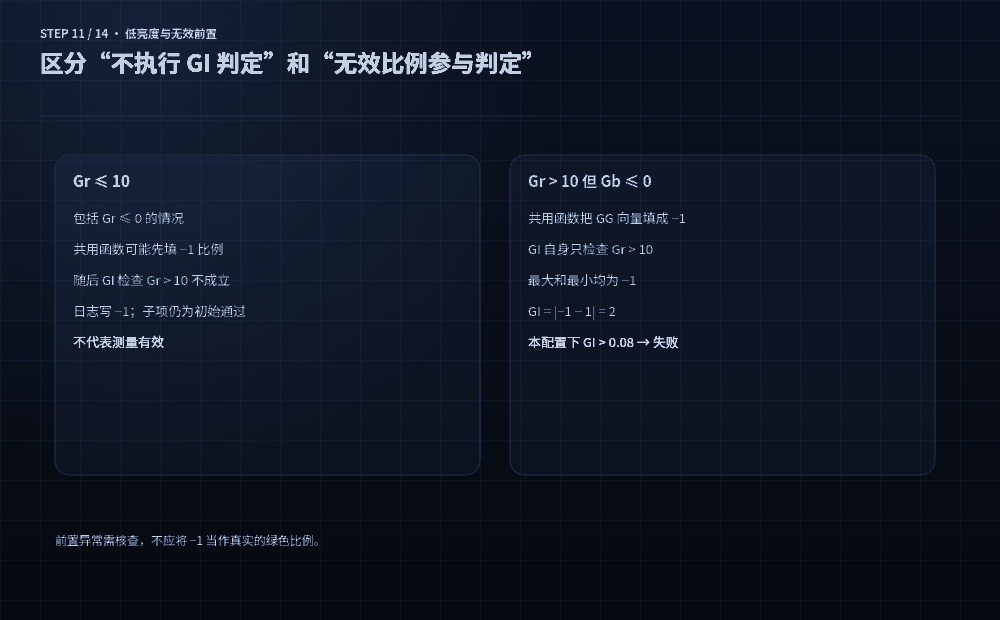 STEP 11 / 14 • 低亮度与无效前置
区分“不执行 GI 判定”和“无效比例参与判定”
Gr ≤ 10
包括 Gr ≤ 0 的情况
共用函数可能先填 −1 比例
随后 GI 检查 Gr > 10 不成立
日志写 −1；子项仍为初始通过
不代表测量有效
Gr > 10 但 Gb ≤ 0
共用函数把 GG 向量填成 −1
GI 自身只检查 Gr > 10
最大和最小均为 −1
GI = |−1 − 1| = 2
本配置下 GI > 0.08 → 失败
前置异常需核查，不应将 −1 当作真实的绿色比例。